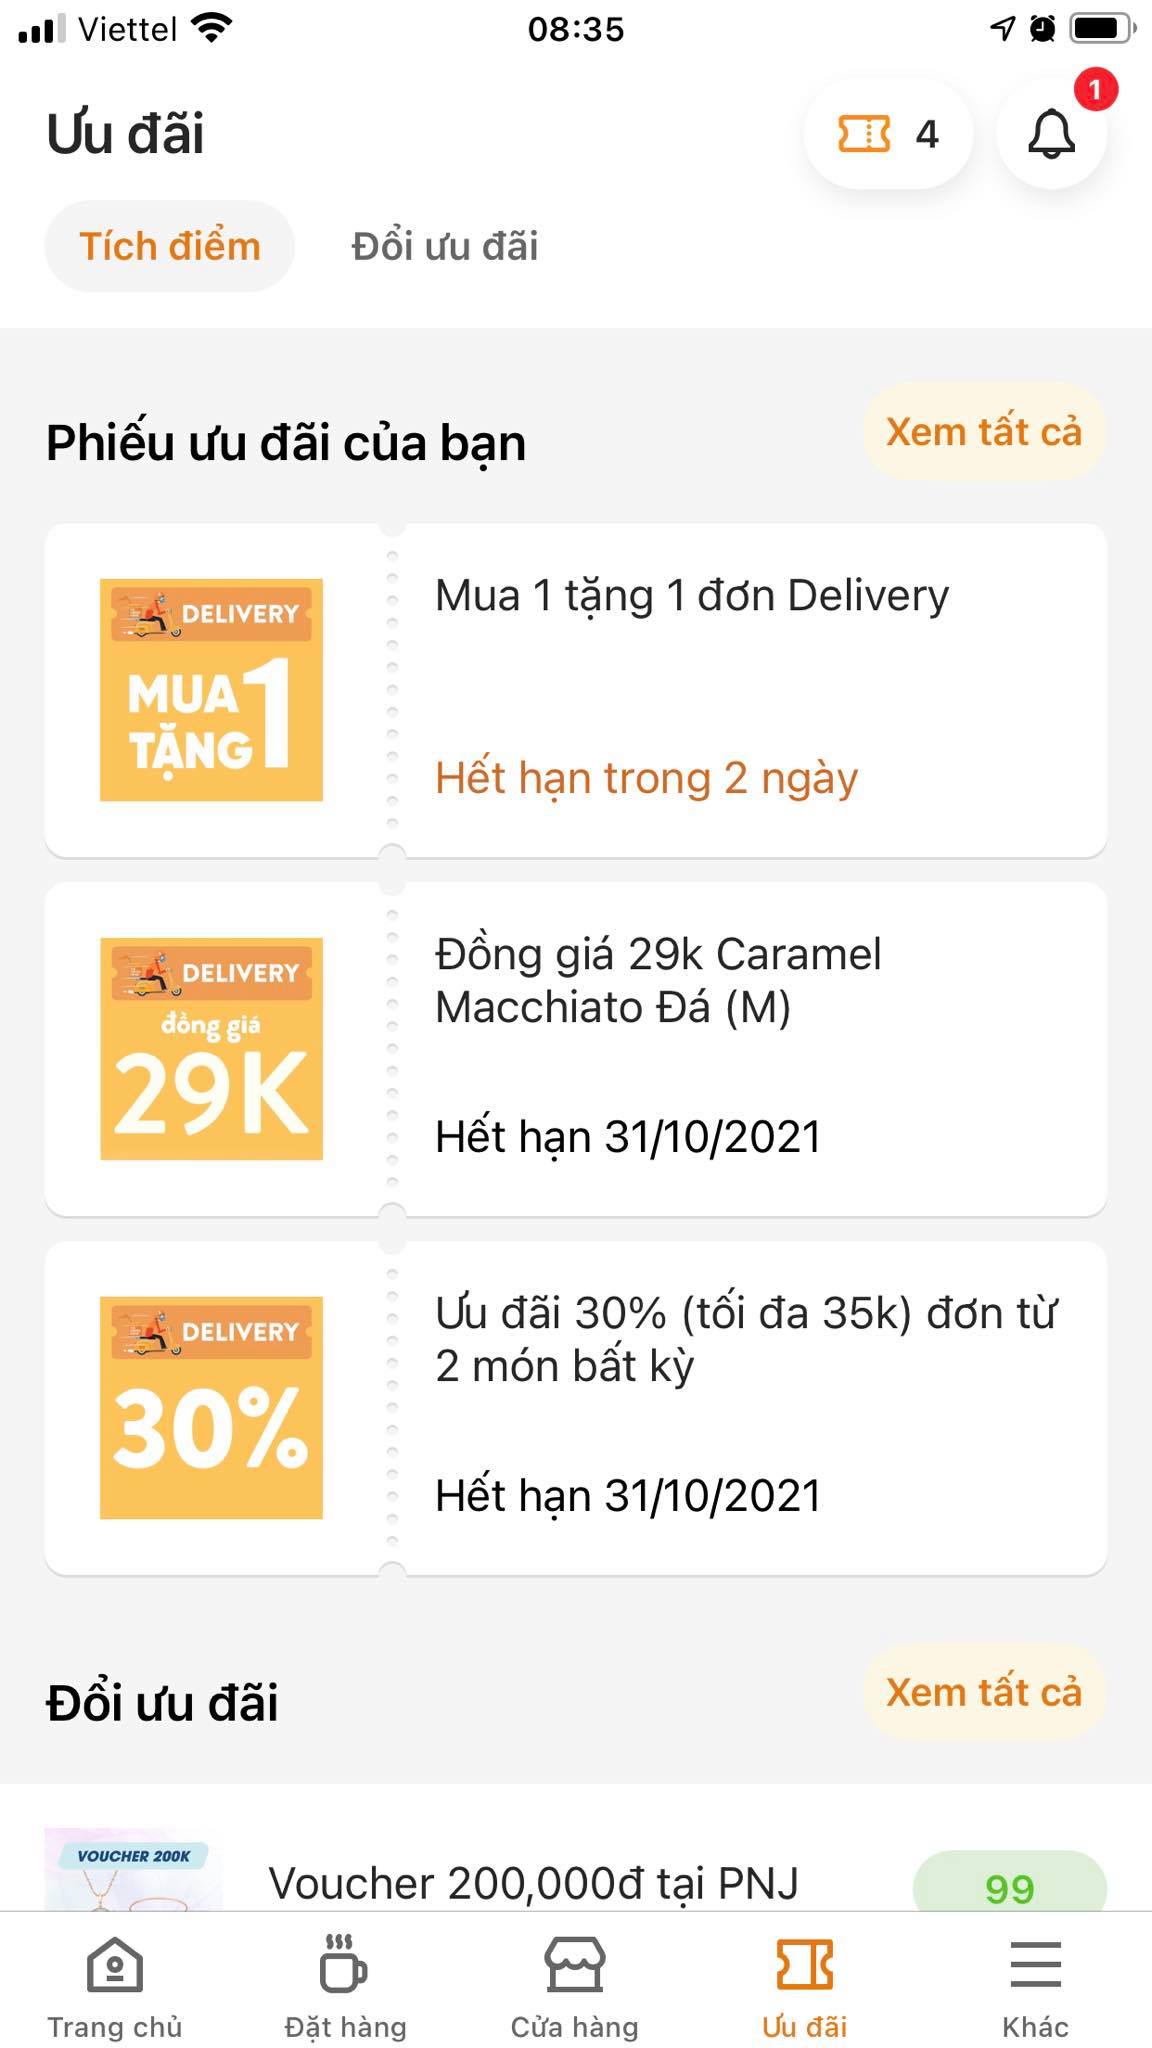 Viettel
08:35
Ưu đãi
4
1
Tích điểm
Đổi ưu đãi
Phiếu ưu đãi của bạn
Xem tất cả
DELIVERY
MUA 1
TẶNG
Mua 1 tặng 1 đơn Delivery
Hết hạn trong 2 ngày
DELIVERY
đồng giá
29K
Đồng giá 29k Caramel
Macchiato Đá (M)
Hết hạn 31/10/2021
DELIVERY
30%
Ưu đãi 30% (tối đa 35k) đơn từ
2 món bất kỳ
Hết hạn 31/10/2021
Đổi ưu đãi
Xem tất cả
VOUCHER 200K
Voucher 200,000đ tại PNJ
99
Trang chủ
Đặt hàng
Cửa hàng
Ưu đãi
Khác